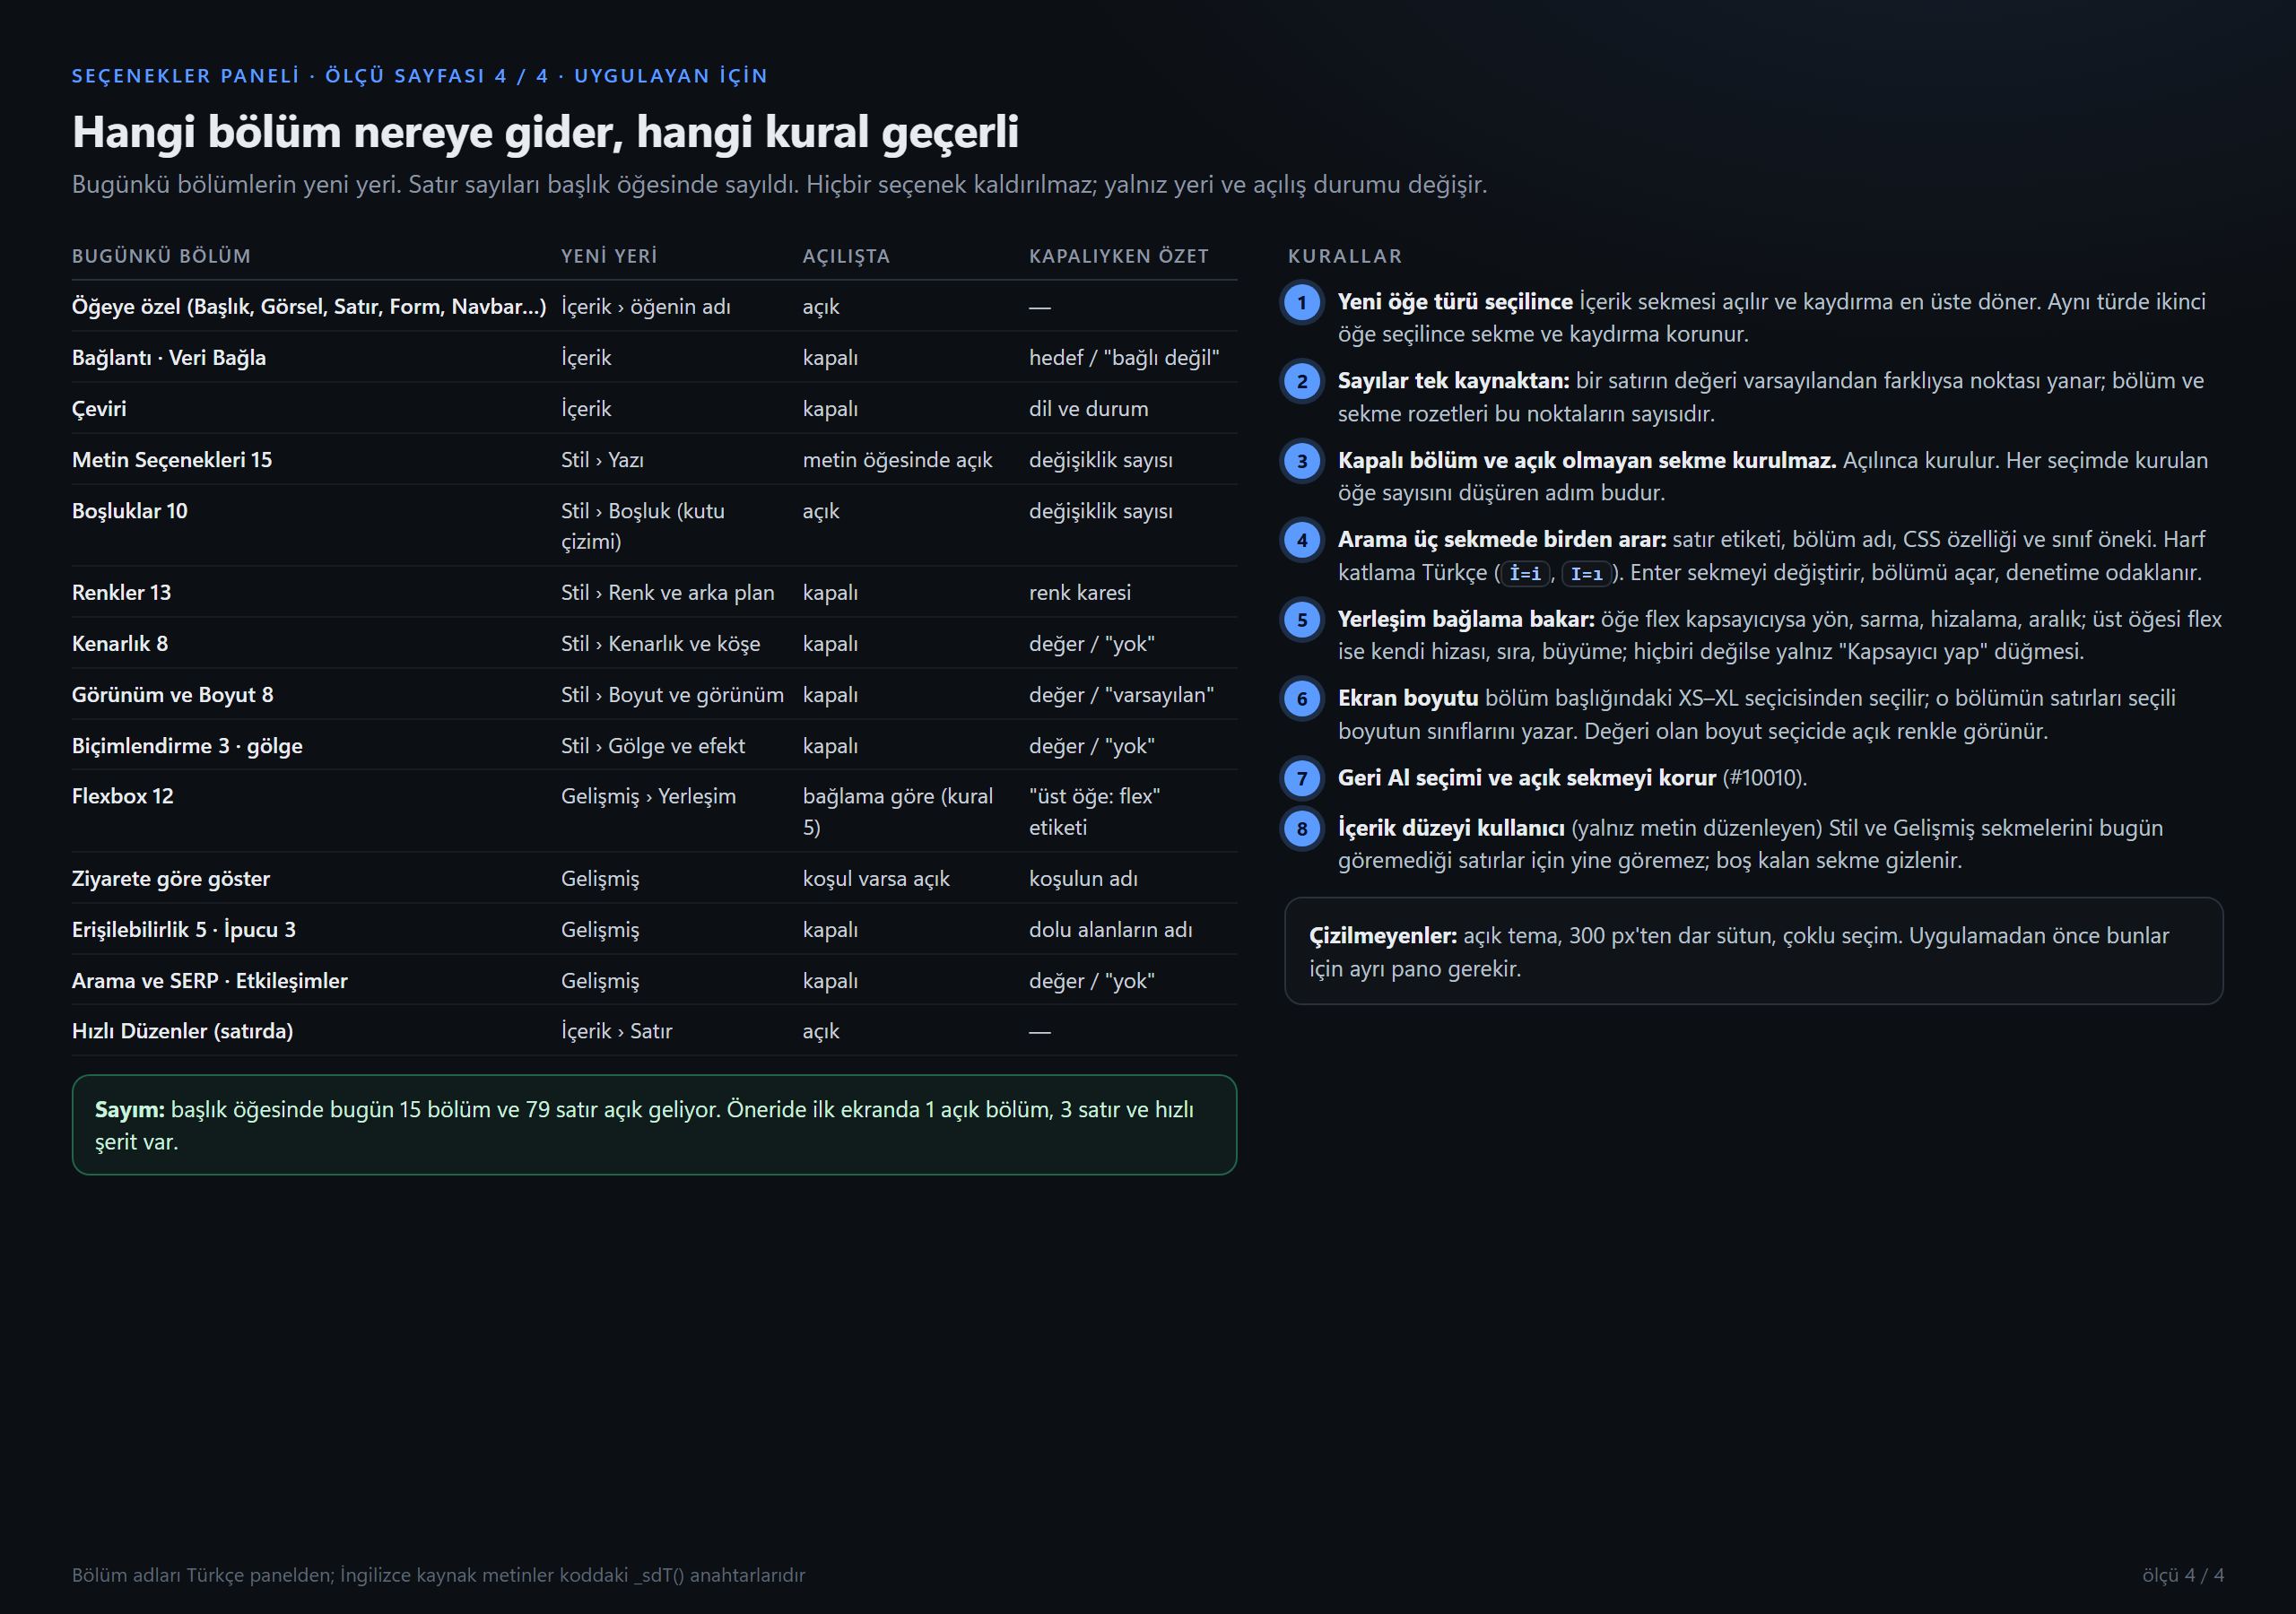 SEÇENEKLER PANELİ · ÖLÇÜ SAYFASI 4 / 4 · UYGULAYAN İÇİN
Hangi bölüm nereye gider, hangi kural geçerli
Bugünkü bölümlerin yeni yeri. Satır sayıları başlık öğesinde sayıldı. Hiçbir seçenek kaldırılmaz; yalnız yeri ve açılış durumu değişir.
BUGÜNKÜ BÖLÜM YENİ YERİ AÇILIŞTA KAPALIYKEN ÖZET
Öğeye özel (Başlık, Görsel, Satır, Form, Navbar…) İçerik › öğenin adı açık —
Bağlantı · Veri Bağla İçerik kapalı hedef / "bağlı değil"
Çeviri İçerik kapalı dil ve durum
Metin Seçenekleri 15 Stil › Yazı metin öğesinde açık değişiklik sayısı
Boşluklar 10 Stil › Boşluk (kutu açık değişiklik sayısı
çizimi)
Renkler 13 Stil › Renk ve arka plan kapalı renk karesi
Kenarlık 8 Stil › Kenarlık ve köşe kapalı değer / "yok"
Görünüm ve Boyut 8 Stil › Boyut ve görünüm kapalı değer / "varsayılan"
Biçimlendirme 3 · gölge Stil › Gölge ve efekt kapalı değer / "yok"
Flexbox 12 Gelişmiş › Yerleşim bağlama göre (kural "üst öğe: flex"
5) etiketi
Ziyarete göre göster Gelişmiş koşul varsa açık koşulun adı
Erişilebilirlik 5 · İpucu 3 Gelişmiş kapalı dolu alanların adı
Arama ve SERP · Etkileşimler Gelişmiş kapalı değer / "yok"
Hızlı Düzenler (satırda) İçerik › Satır açık —
Sayım: başlık öğesinde bugün 15 bölüm ve 79 satır açık geliyor. Öneride ilk ekranda 1 açık bölüm, 3 satır ve hızlı
şerit var.
KURALLAR
1 Yeni öğe türü seçilince İçerik sekmesi açılır ve kaydırma en üste döner. Aynı türde ikinci
öğe seçilince sekme ve kaydırma korunur.
2 Sayılar tek kaynaktan: bir satırın değeri varsayılandan farklıysa noktası yanar; bölüm ve
sekme rozetleri bu noktaların sayısıdır.
3 Kapalı bölüm ve açık olmayan sekme kurulmaz. Açılınca kurulur. Her seçimde kurulan
öğe sayısını düşüren adım budur.
4 Arama üç sekmede birden arar: satır etiketi, bölüm adı, CSS özelliği ve sınıf öneki. Harf
katlama Türkçe (İ=i, I=ı). Enter sekmeyi değiştirir, bölümü açar, denetime odaklanır.
5 Yerleşim bağlama bakar: öğe flex kapsayıcıysa yön, sarma, hizalama, aralık; üst öğesi flex
ise kendi hizası, sıra, büyüme; hiçbiri değilse yalnız "Kapsayıcı yap" düğmesi.
6 Ekran boyutu bölüm başlığındaki XS–XL seçicisinden seçilir; o bölümün satırları seçili
boyutun sınıflarını yazar. Değeri olan boyut seçicide açık renkle görünür.
7 Geri Al seçimi ve açık sekmeyi korur (#10010).
8 İçerik düzeyi kullanıcı (yalnız metin düzenleyen) Stil ve Gelişmiş sekmelerini bugün
göremediği satırlar için yine göremez; boş kalan sekme gizlenir.
Çizilmeyenler: açık tema, 300 px'ten dar sütun, çoklu seçim. Uygulamadan önce bunlar
için ayrı pano gerekir.
Bölüm adları Türkçe panelden; İngilizce kaynak metinler koddaki _sdT() anahtarlarıdır
ölçü 4 / 4